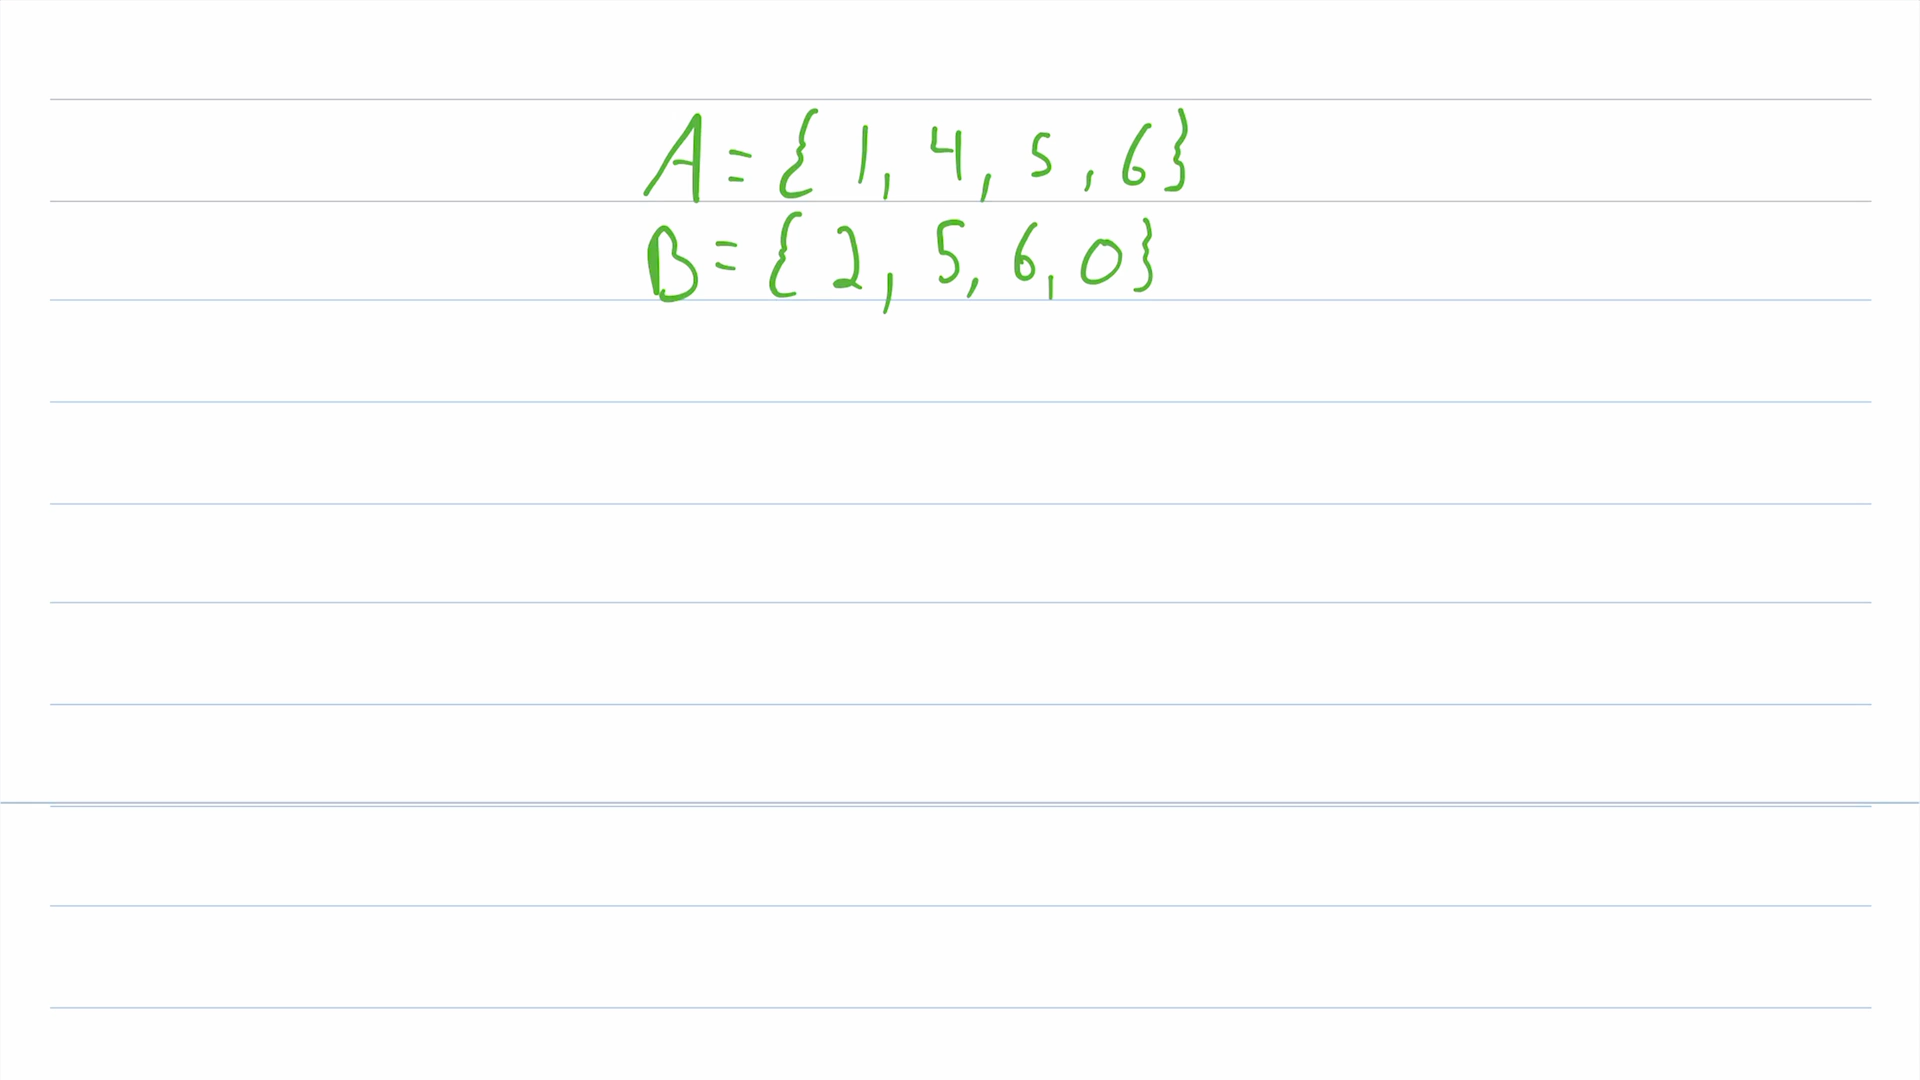 A = { 1, 4, 5, 6}
B = { 2, 5, 6, 0}